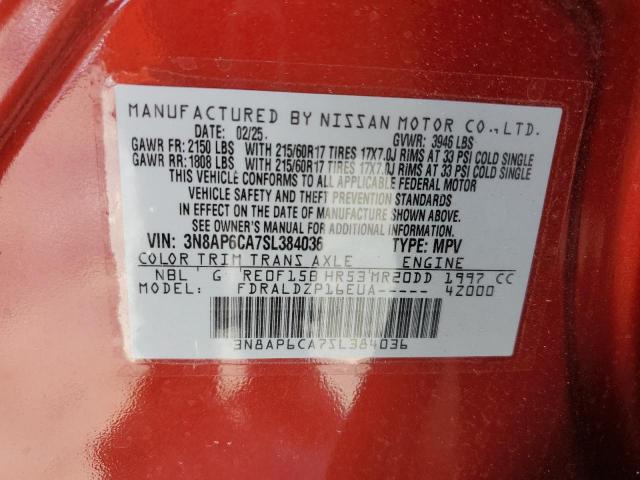 MANUFACTURED BY NISSAN MOTOR CO., LTD.
DATE: 02/25. GVWR: 3946 LBS
GAWR FR: 2150 LBS WITH 215/60R17 TIRES 17X7.0J RIMS AT 33 PSI COLD SINGLE
GAWR RR: 1808 LBS WITH 215/60R17 TIRES 17X7.0J RIMS AT 33 PSI COLD SINGLE
THIS VEHICLE CONFORMS TO ALL APPLICABLE FEDERAL MOTOR
VEHICLE SAFETY AND THEFT PREVENTION STANDARDS
IN EFFECT ON THE DATE OF MANUFACTURE SHOWN ABOVE.
SEE OWNER'S MANUAL FOR ADDITIONAL INFORMATION
VIN: 3N8AP6CA7SL384036 TYPE: MPV
COLOR TRIM TRANS AXLE ENGINE
NBL G RE0F15B HR53 MR20DD 1997 CC
MODEL: FDRALDZP16EUA----- 42000
3N8AP6CA7SL384036